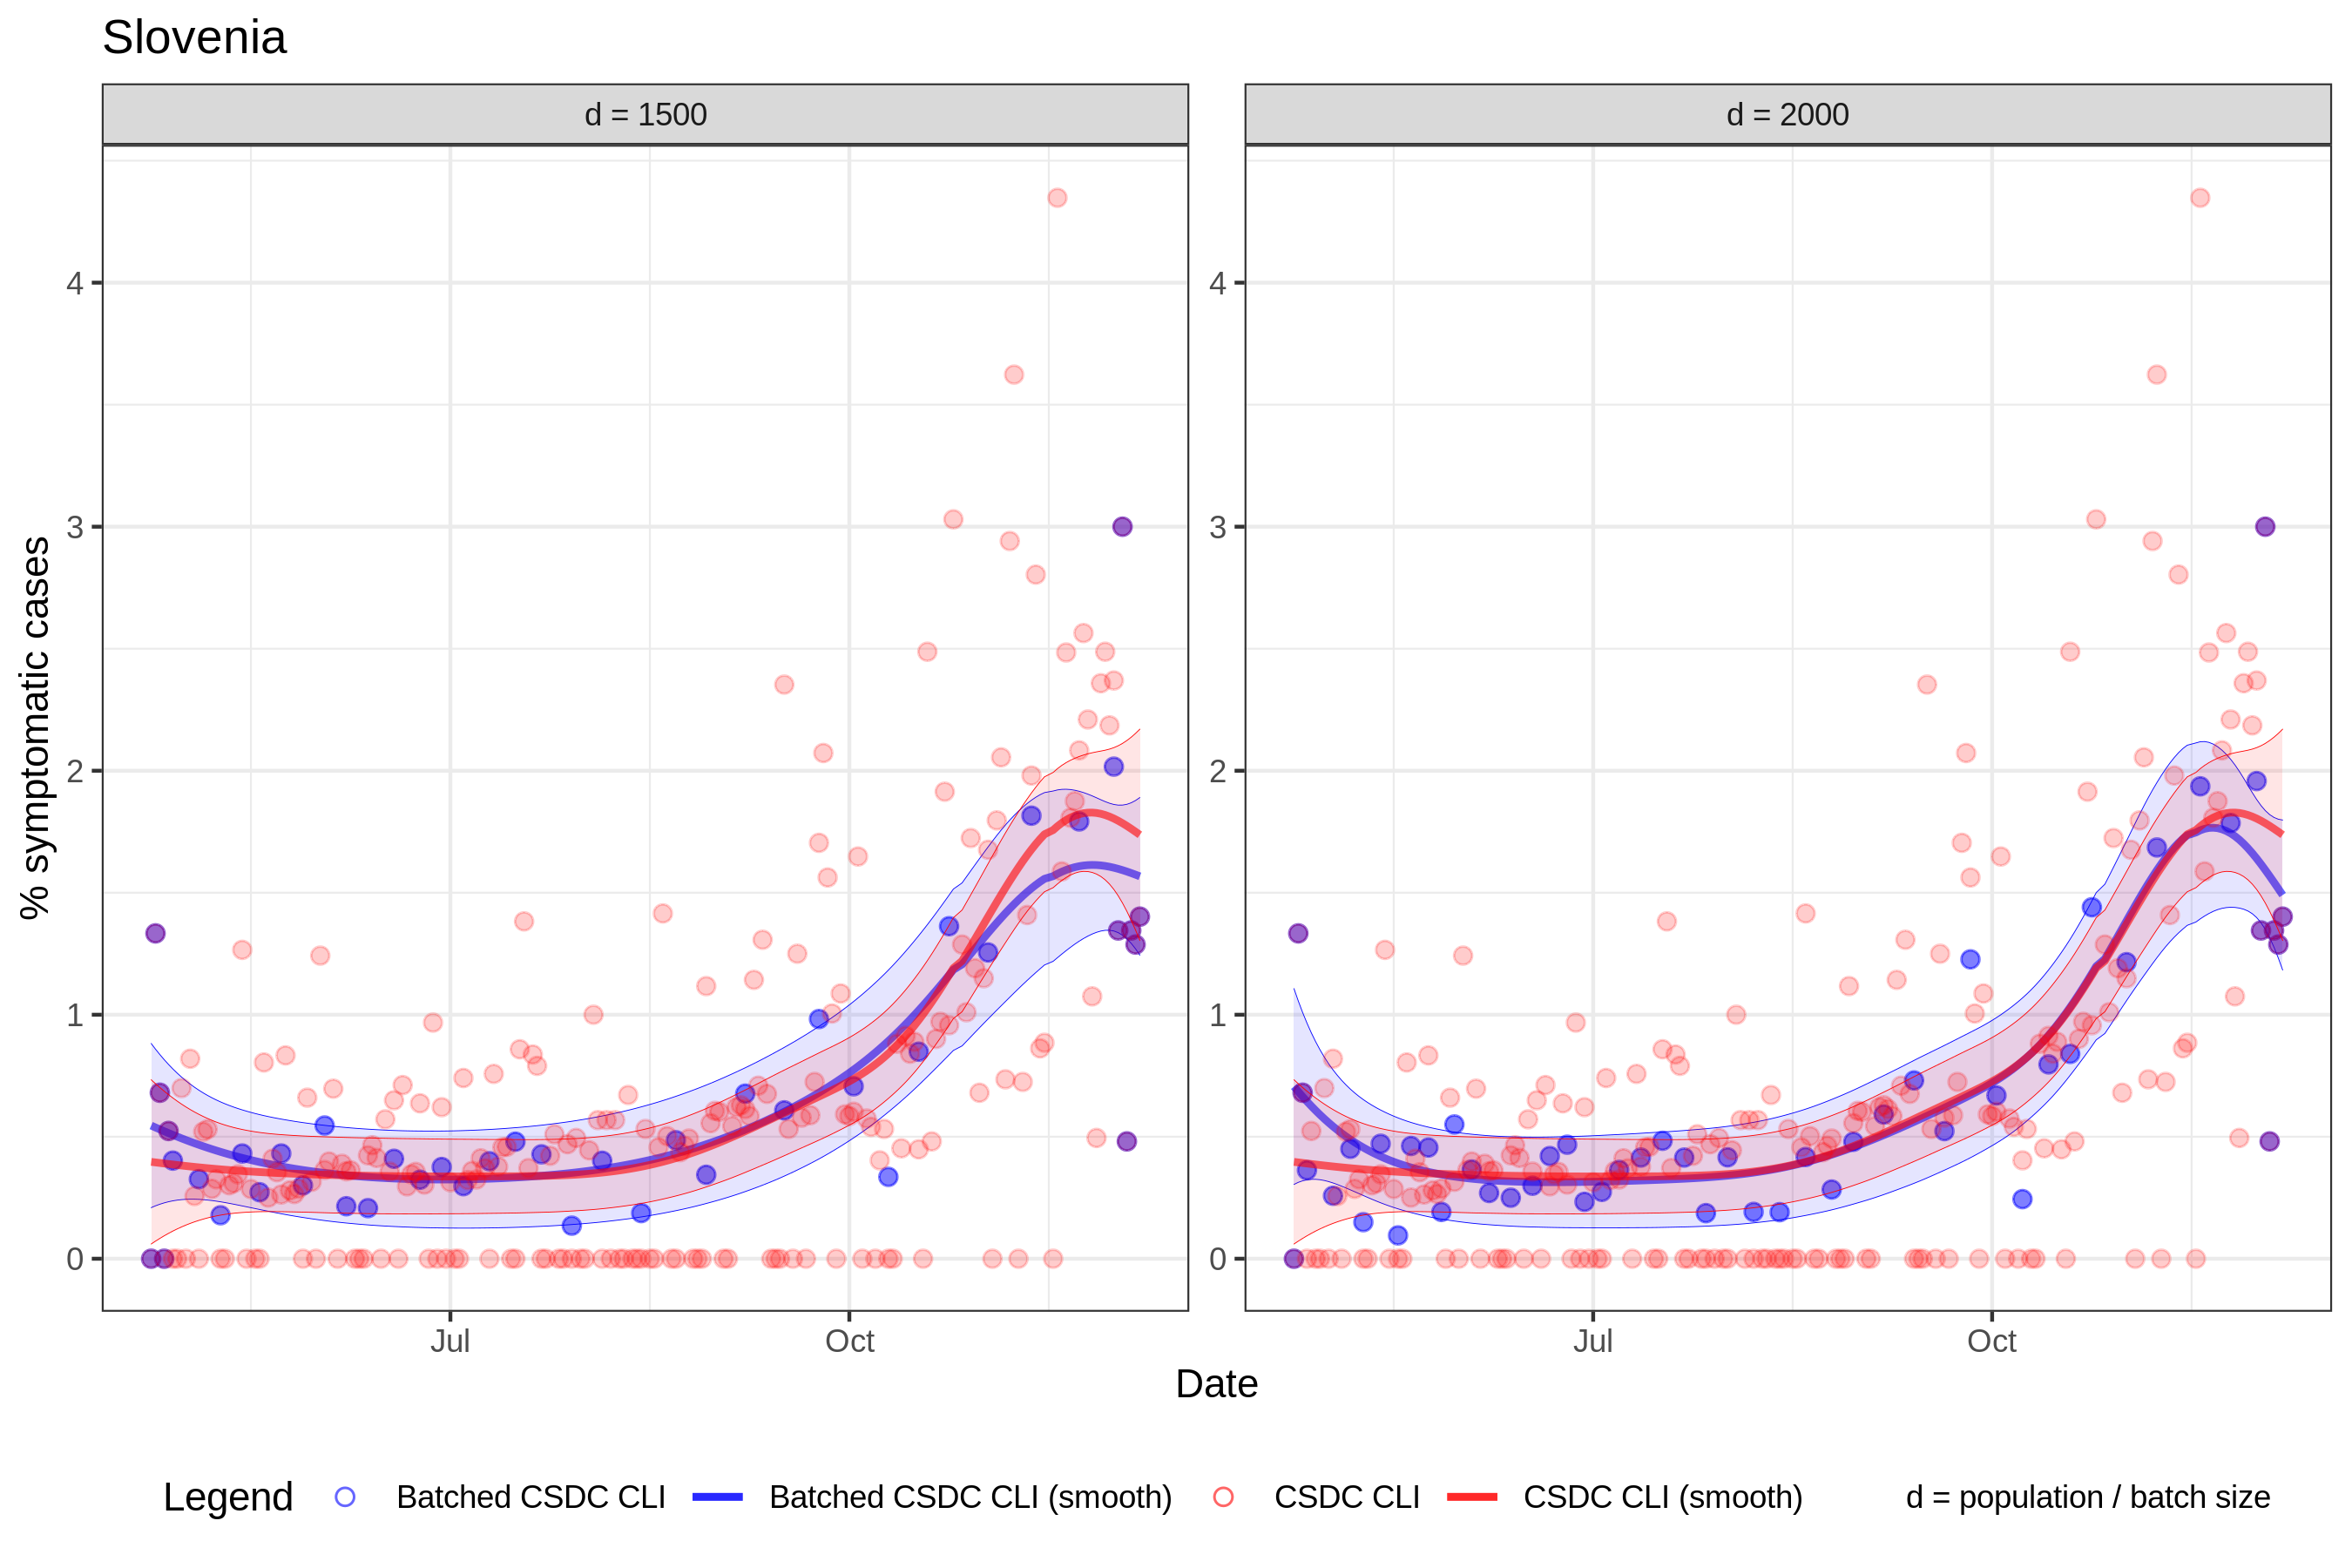 Slovenia
d = 1500
d = 2000
% symptomatic cases
4
3
2
1
0
4
3
2
1
0
Jul
Oct
Jul
Oct
Date
Legend
Batched CSDC CLI
Batched CSDC CLI (smooth)
CSDC CLI
CSDC CLI (smooth)
d = population / batch size